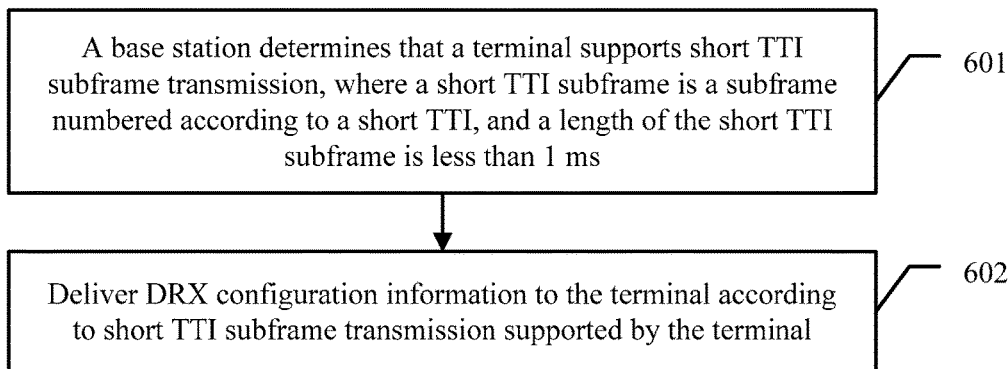 A base station determines that a terminal supports short TTI
subframe transmission, where a short TTI subframe is a subframe
numbered according to a short TTI, and a length of the short TTI
subframe is less than 1 ms
601
Deliver DRX configuration information to the terminal according
to short TTI subframe transmission supported by the terminal
602